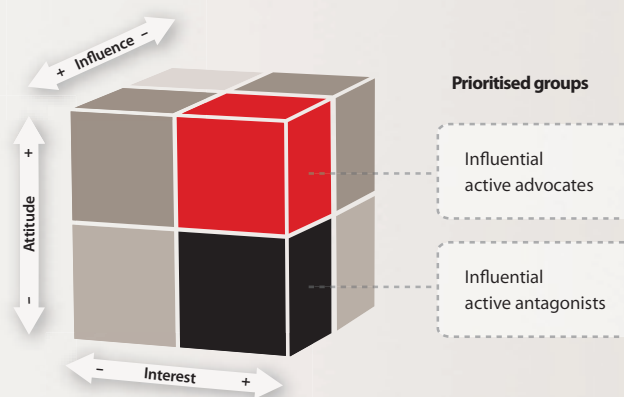 + Influence –
Prioritised groups
Influential
active advocates
+
Attitude
–
Influential
active antagonists
– Interest +